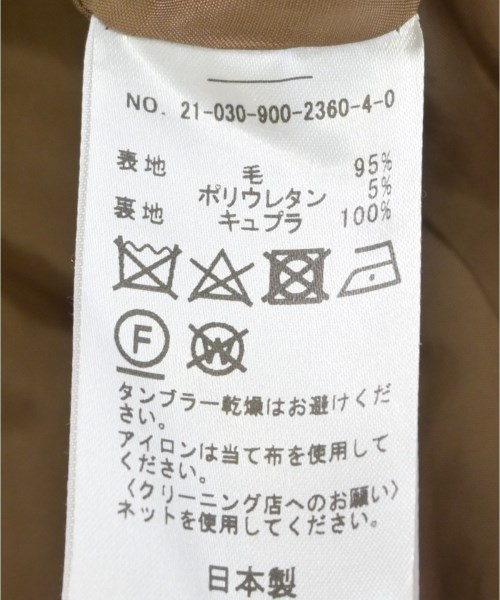 NO. 21-030-900-2360-4-0
表地 毛 95%
ポリウレタン 5%
裏地 キュプラ 100%
F W
タンブラー乾燥はお避けくだ
さい。
アイロンは当て布を使用して
ください。
〈クリーニング店へのお願い〉
ネットを使用してください。
日本製